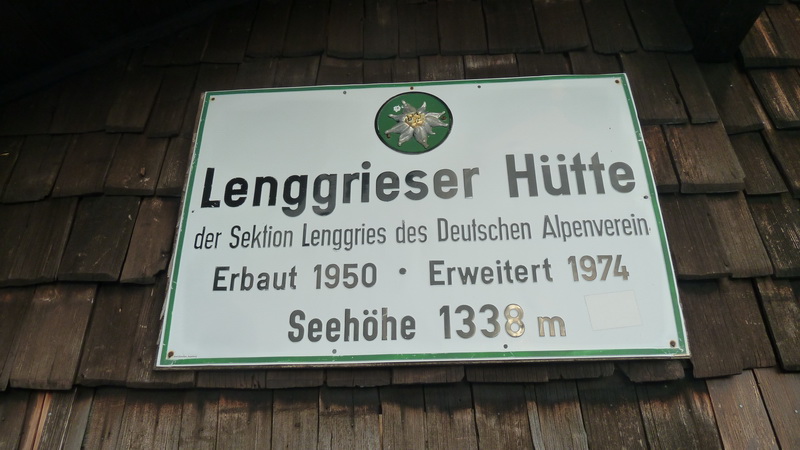 Lenggrieser Hütte
der Sektion Lenggries des Deutschen Alpenverein
Erbaut 1950 • Erweitert 1974
Seehöhe 1338 m